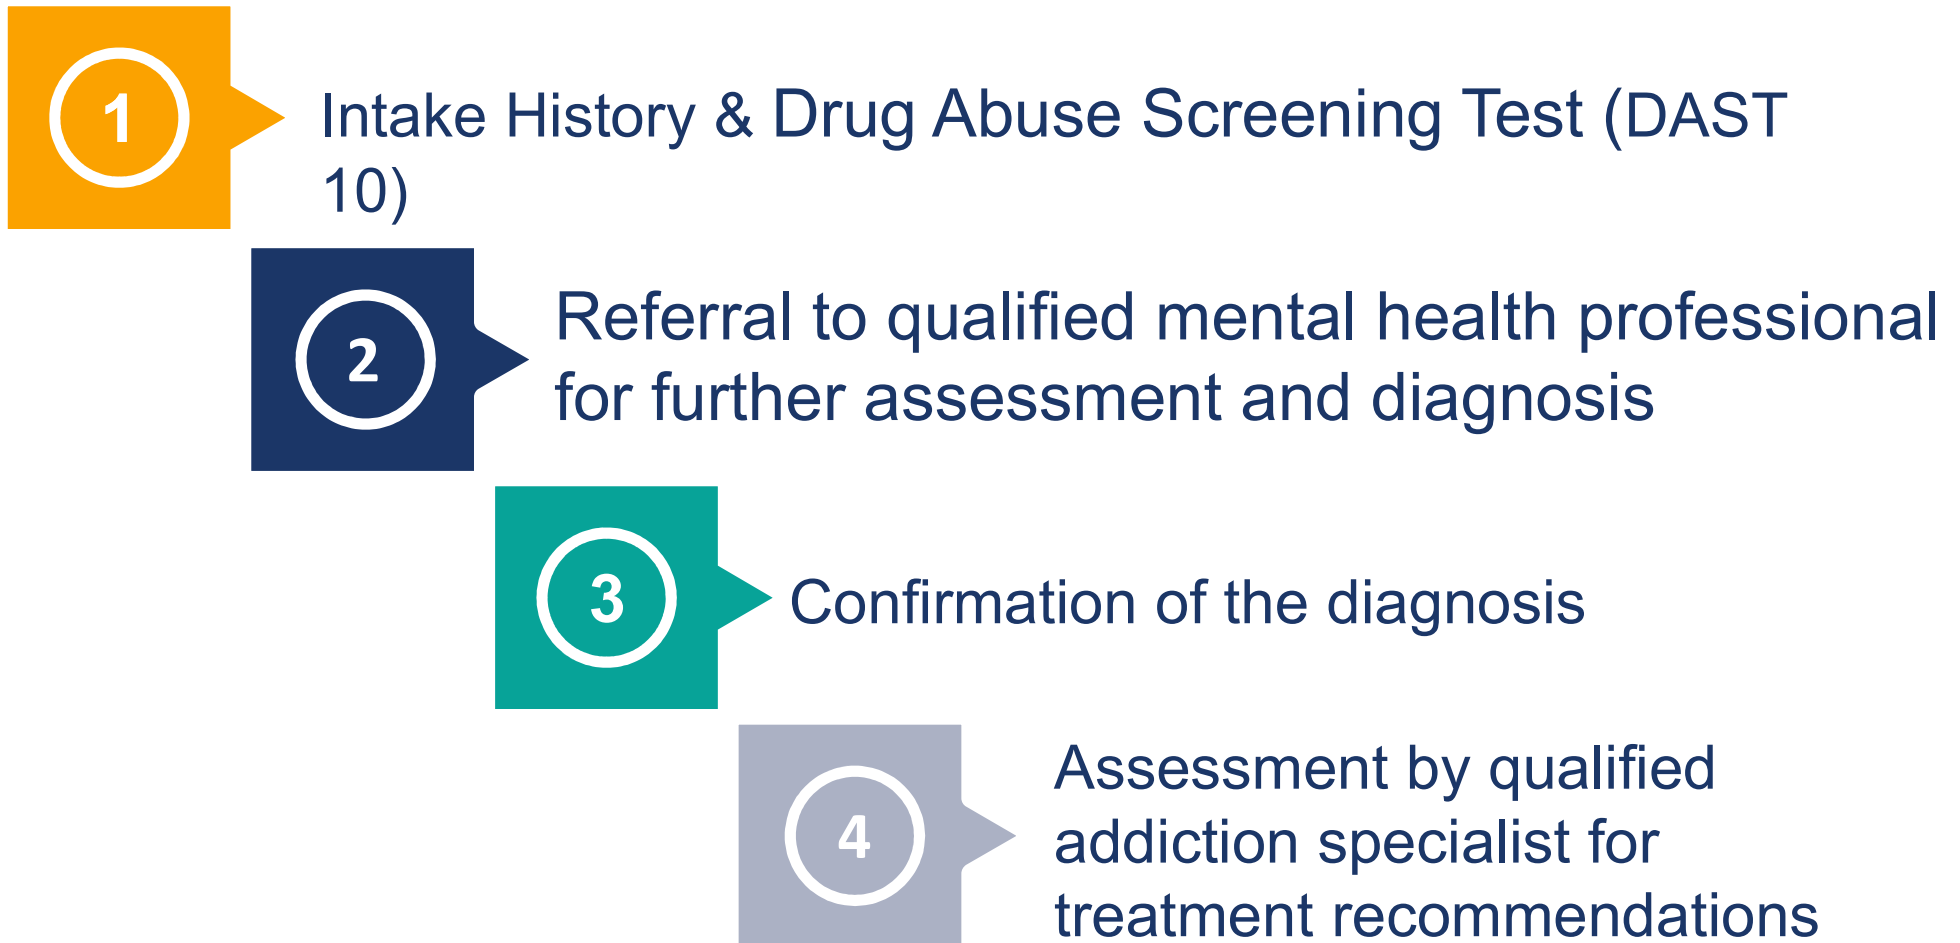 1
Intake History & Drug Abuse Screening Test (DAST
10)
2
Referral to qualified mental health professional
for further assessment and diagnosis
3
Confirmation of the diagnosis
4
Assessment by qualified
addiction specialist for
treatment recommendations